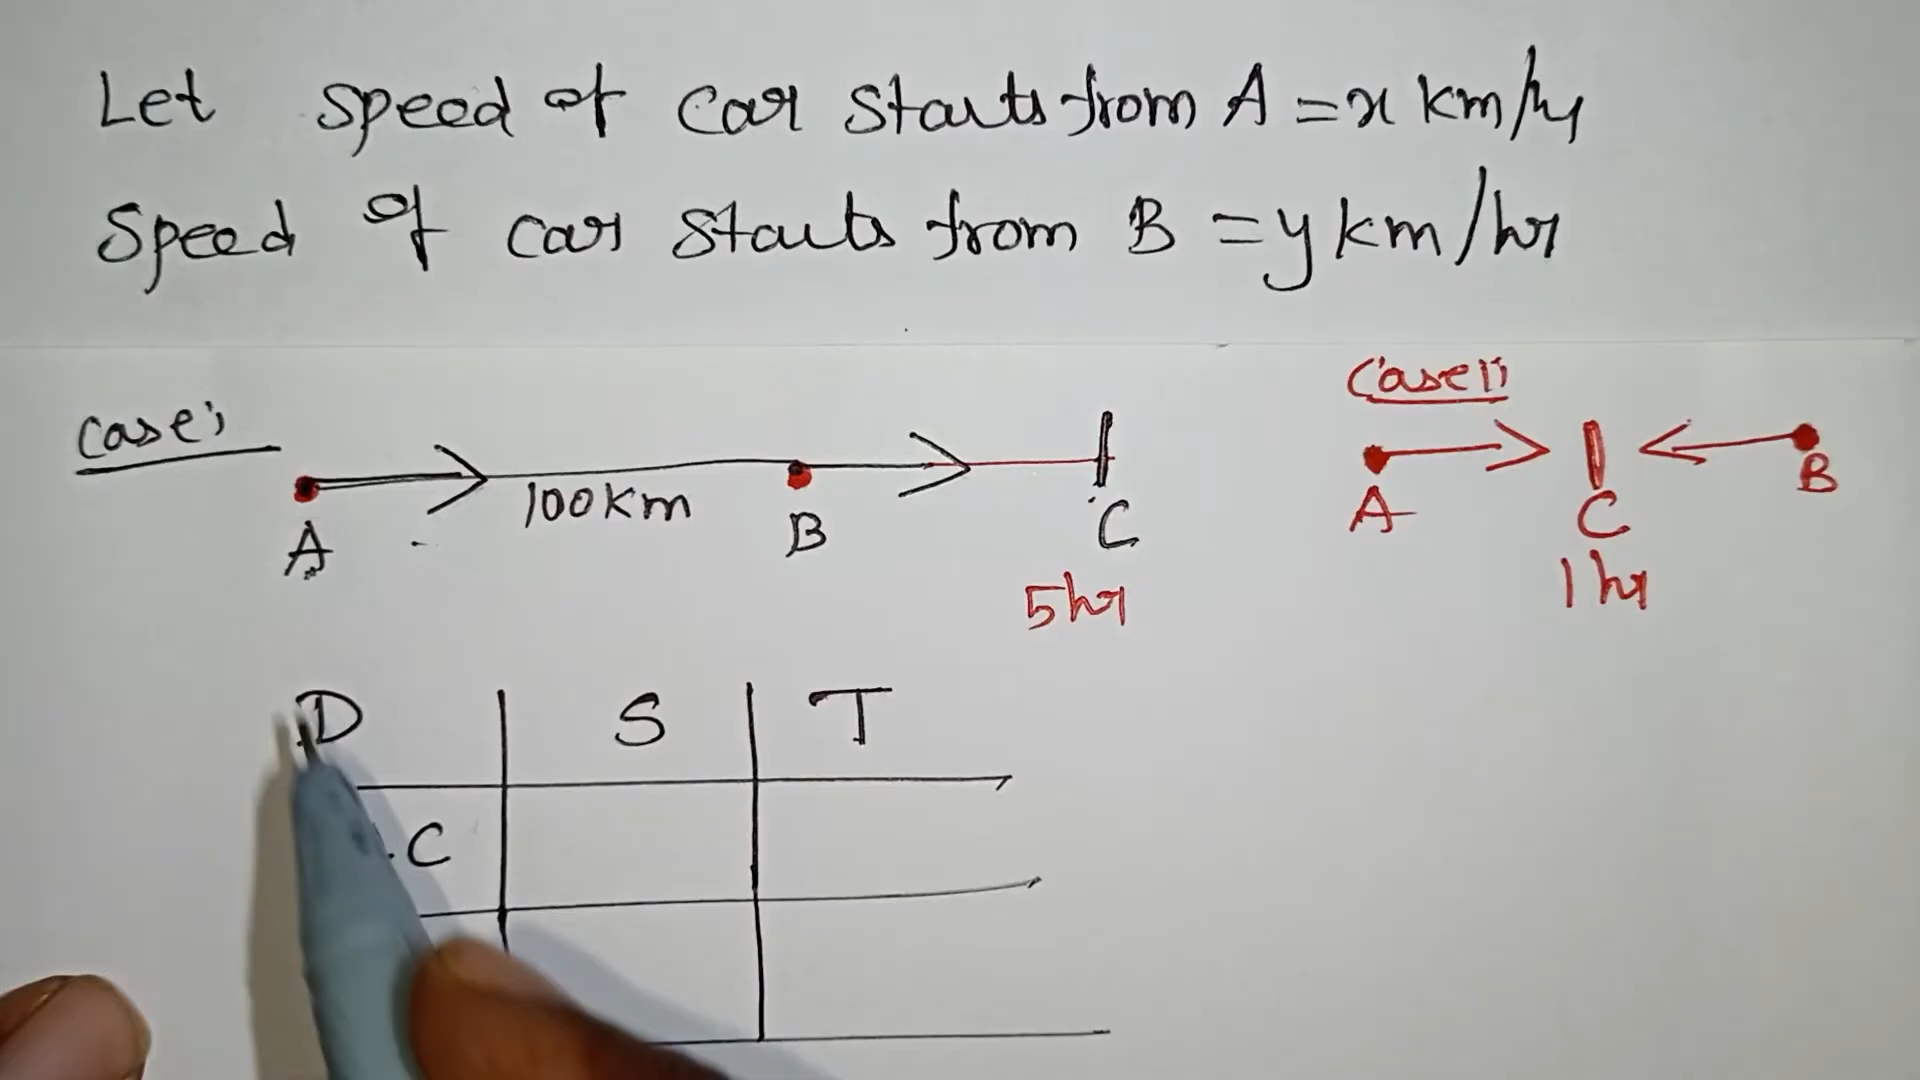 Let speed of car starts from A = x km/hr
Speed of car starts from B = y km/hr
Case i
100 km
A
B
C
5 hr
Case ii
A
C
B
1 hr
D S T
C